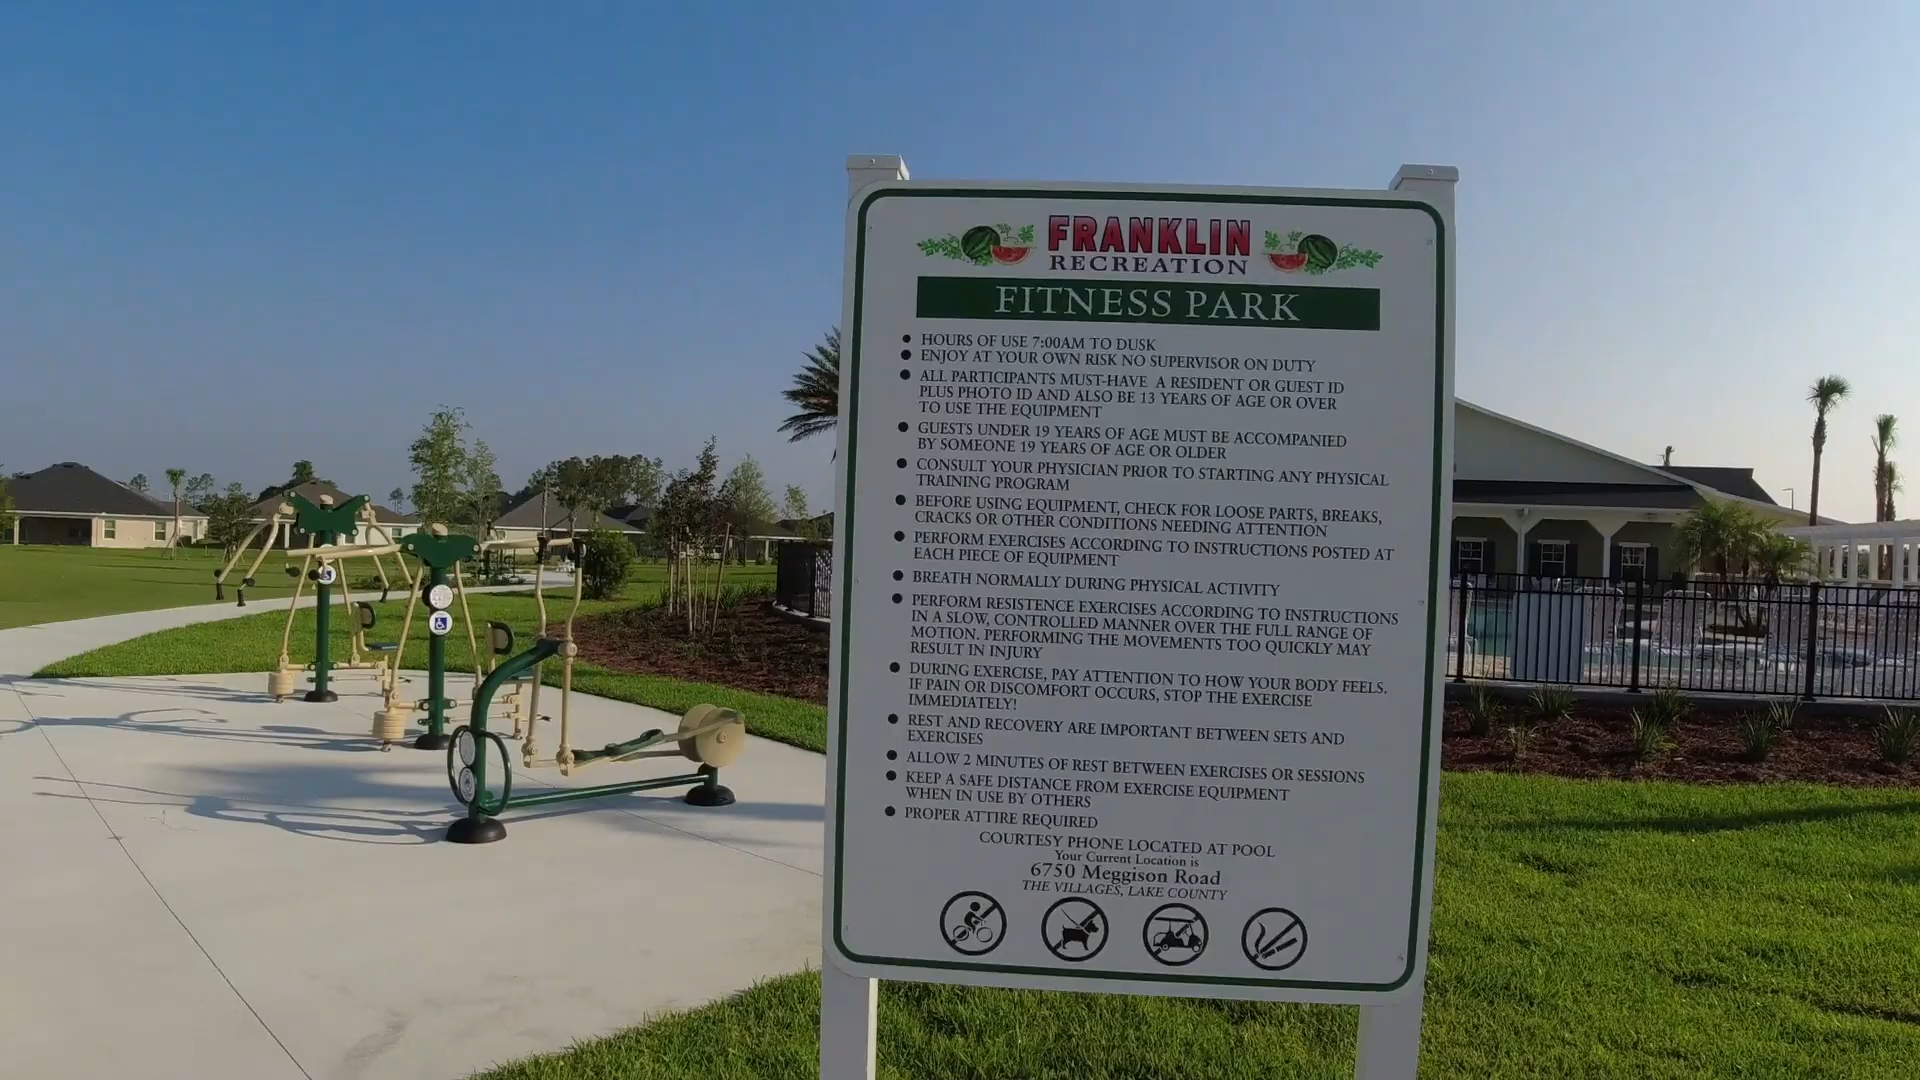 FRANKLIN
RECREATION
FITNESS PARK
● HOURS OF USE 7:00AM TO DUSK
● ENJOY AT YOUR OWN RISK NO SUPERVISOR ON DUTY
● ALL PARTICIPANTS MUST-HAVE A RESIDENT OR GUEST ID
PLUS PHOTO ID AND ALSO BE 13 YEARS OF AGE OR OVER
TO USE THE EQUIPMENT
● GUESTS UNDER 19 YEARS OF AGE MUST BE ACCOMPANIED
BY SOMEONE 19 YEARS OF AGE OR OLDER
● CONSULT YOUR PHYSICIAN PRIOR TO STARTING ANY PHYSICAL
TRAINING PROGRAM
● BEFORE USING EQUIPMENT, CHECK FOR LOOSE PARTS, BREAKS,
CRACKS OR OTHER CONDITIONS NEEDING ATTENTION
● PERFORM EXERCISES ACCORDING TO INSTRUCTIONS POSTED AT
EACH PIECE OF EQUIPMENT
● BREATH NORMALLY DURING PHYSICAL ACTIVITY
● PERFORM RESISTENCE EXERCISES ACCORDING TO INSTRUCTIONS
IN A SLOW, CONTROLLED MANNER OVER THE FULL RANGE OF
MOTION. PERFORMING THE MOVEMENTS TOO QUICKLY MAY
RESULT IN INJURY
● DURING EXERCISE, PAY ATTENTION TO HOW YOUR BODY FEELS.
IF PAIN OR DISCOMFORT OCCURS, STOP THE EXERCISE
IMMEDIATELY!
● REST AND RECOVERY ARE IMPORTANT BETWEEN SETS AND
EXERCISES
● ALLOW 2 MINUTES OF REST BETWEEN EXERCISES OR SESSIONS
● KEEP A SAFE DISTANCE FROM EXERCISE EQUIPMENT
WHEN IN USE BY OTHERS
● PROPER ATTIRE REQUIRED
COURTESY PHONE LOCATED AT POOL
Your Current Location is
6750 Meggison Road
THE VILLAGES, LAKE COUNTY